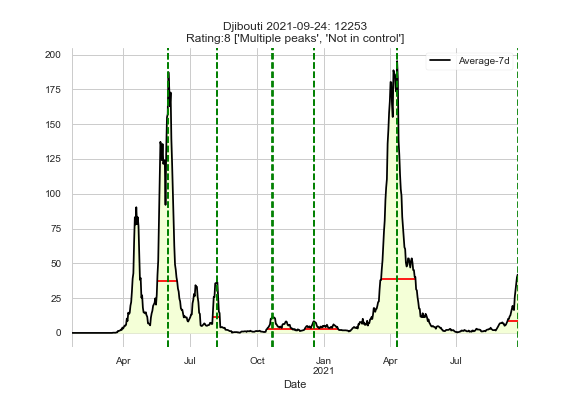 Djibouti 2021-09-24: 12253
Rating:8 ['Multiple peaks', 'Not in control']
Average-7d
200
175
150
125
100
75
50
25
0
Apr
Jul
Oct
Jan
2021
Apr
Jul
Date